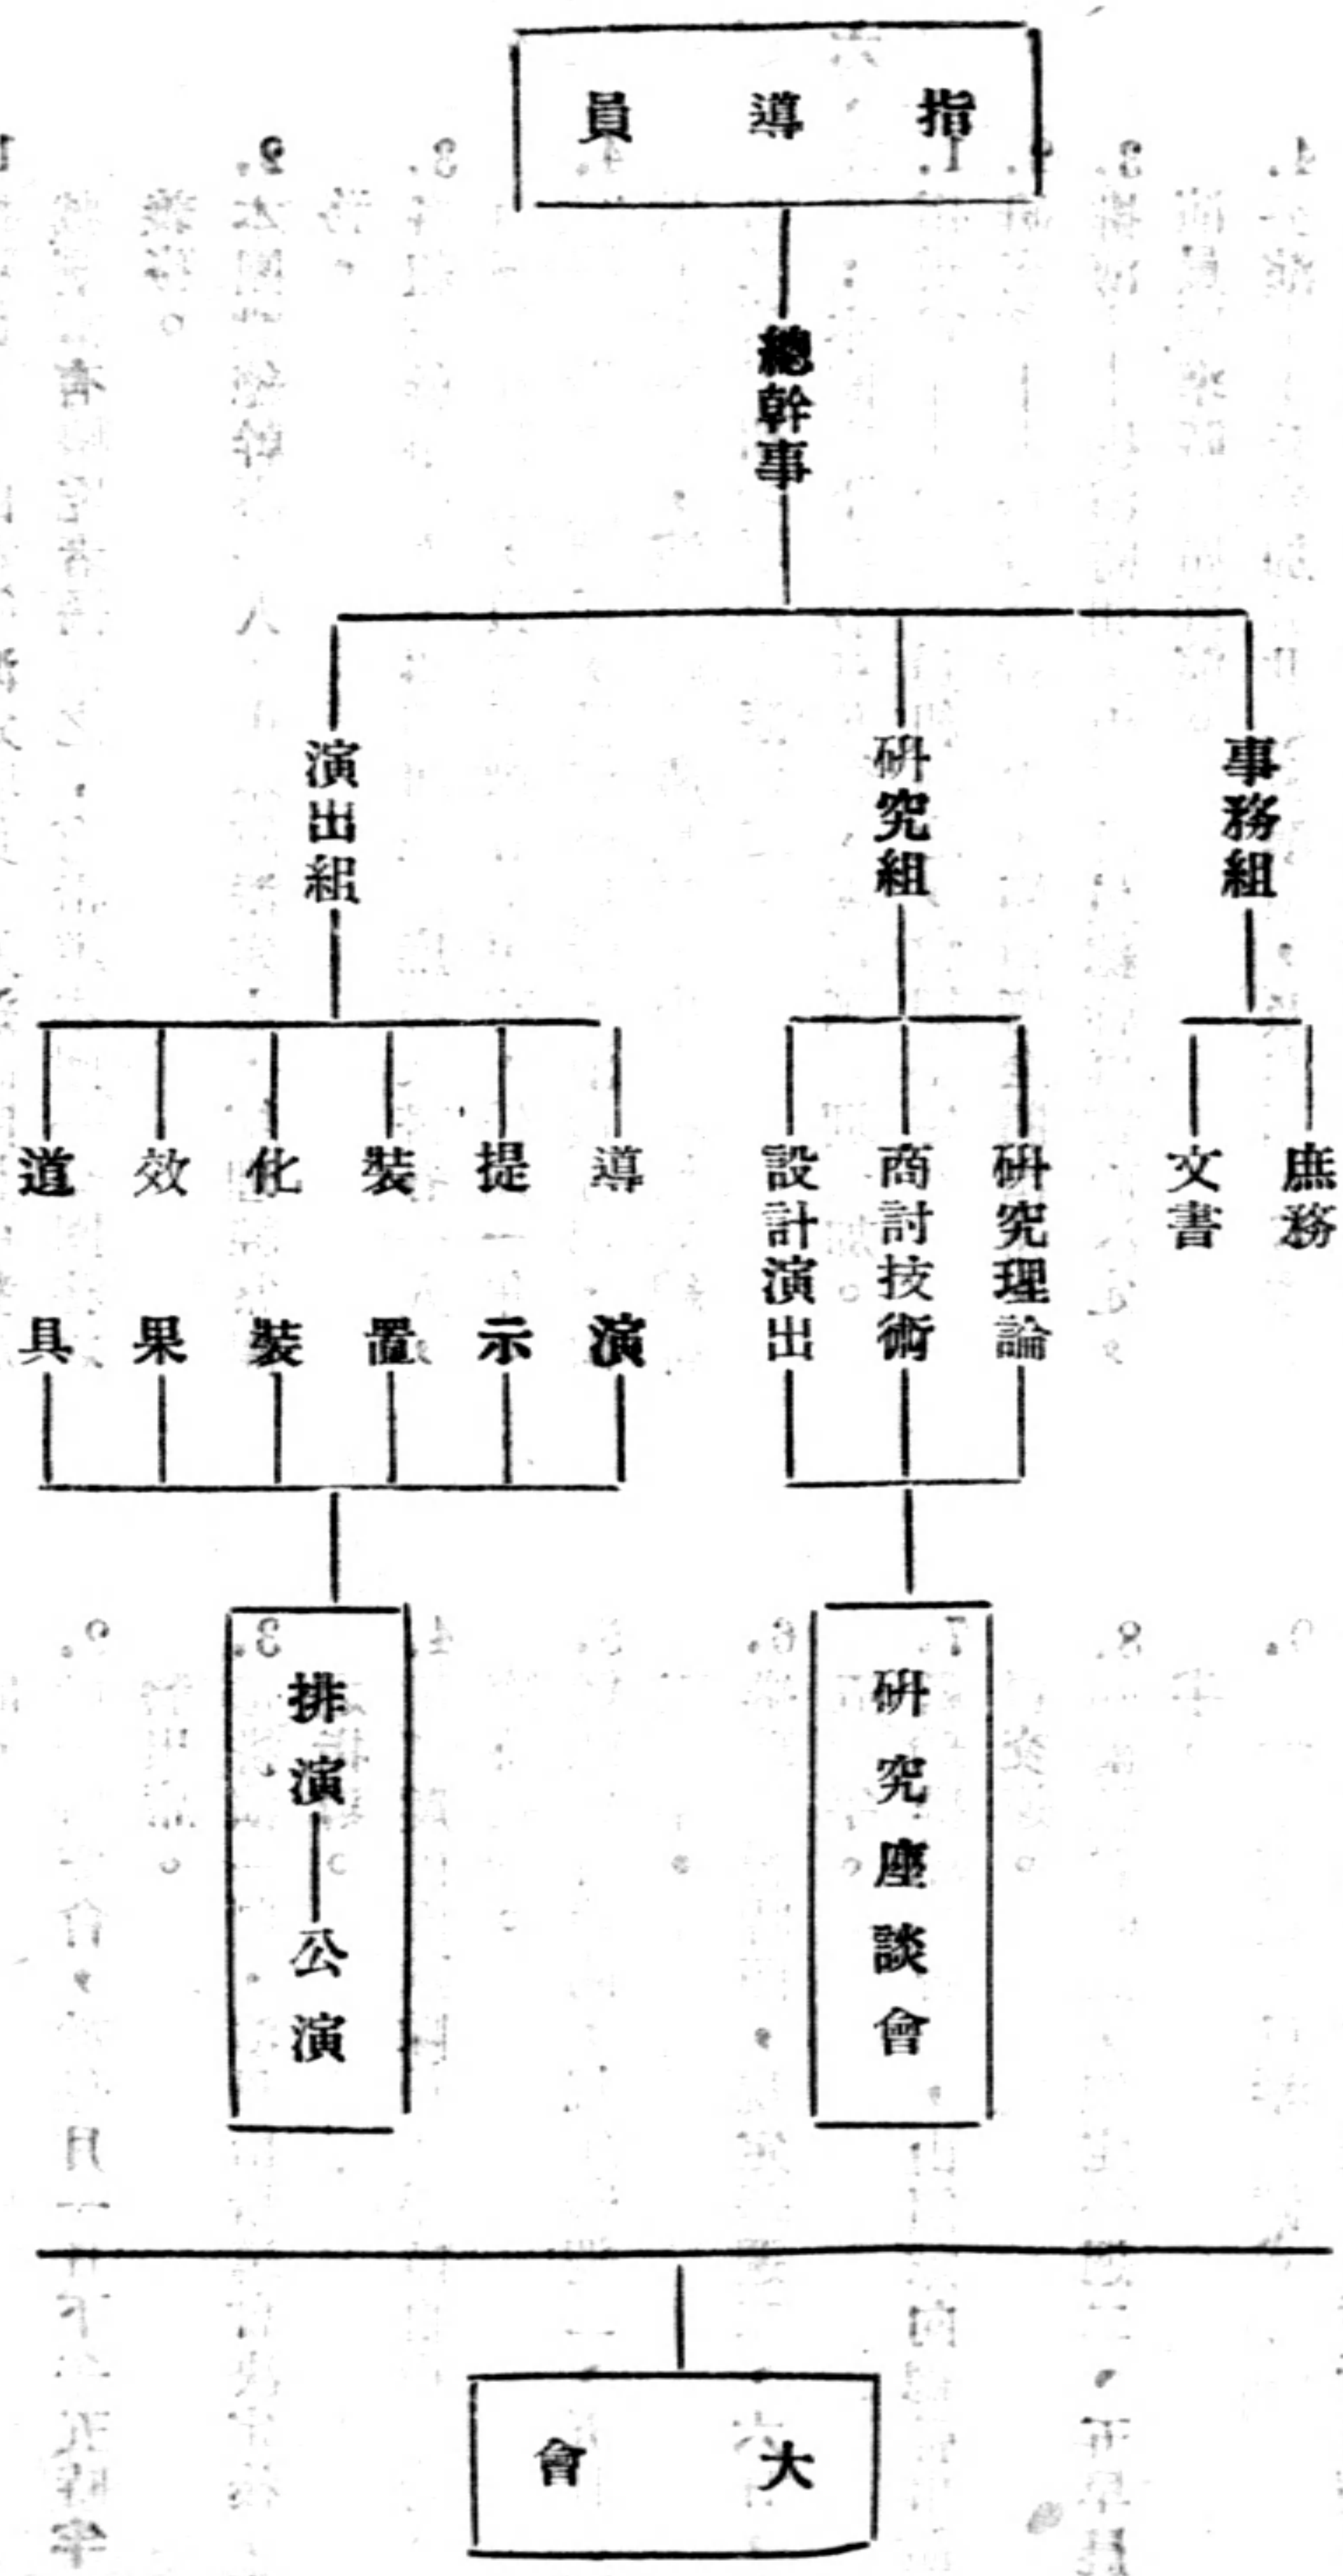 指導員
總幹事
事務組
研究組
演出組
庶務
文書
研究理論
商討技術
設計演出
導演
提示
裝置
化裝
效果
道具
研究座談會
排演——公演
大會